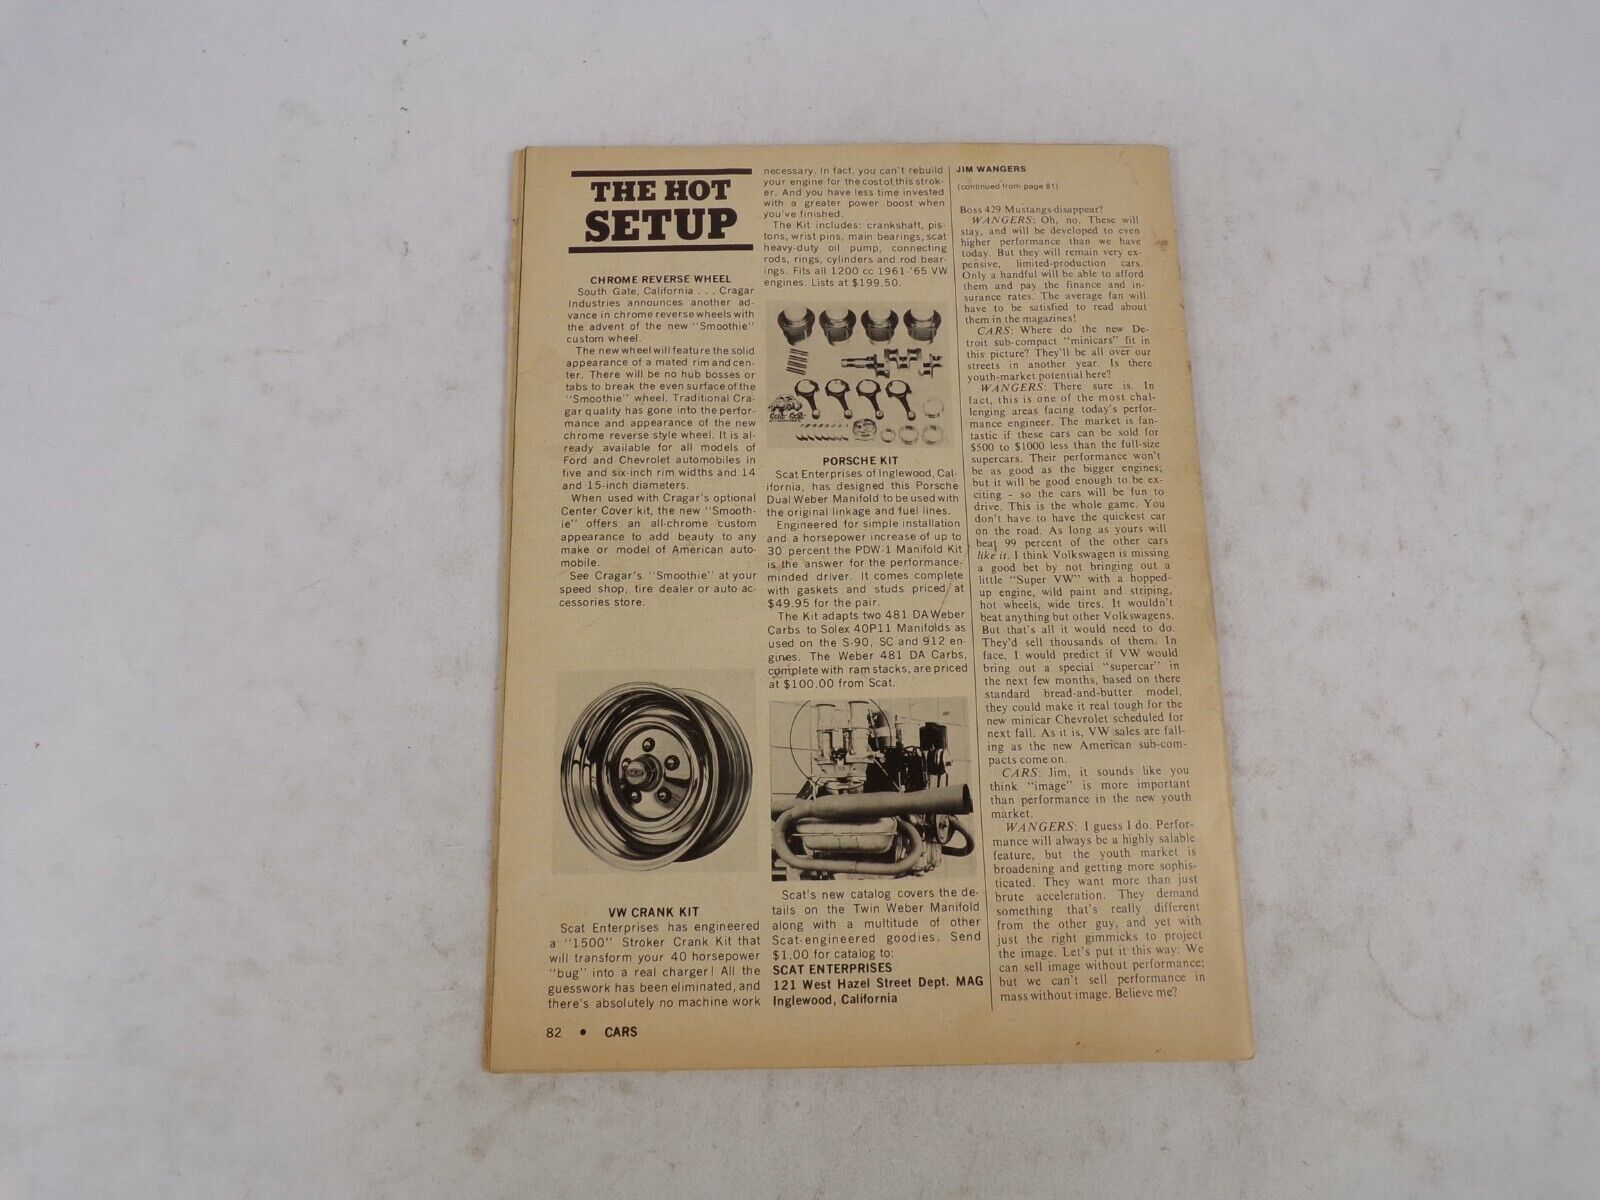 THE HOT
SETUP
CHROME REVERSE WHEEL
South Gate, California . . . Cragar
Industries announces another ad-
vance in chrome reverse wheels with
the advent of the new "Smoothie"
custom wheel.
The new wheel will feature the solid
appearance of a mated rim and cen-
ter. There will be no hub bosses or
tabs to break the even surface of the
"Smoothie" wheel. Traditional Cra-
gar quality has gone into the perfor-
mance and appearance of the new
chrome reverse style wheel. It is al-
ready available for all models of
Ford and Chevrolet automobiles in
five and six-inch rim widths and 14
and 15-inch diameters.
When used with Cragar's optional
Center Cover kit, the new "Smooth-
ie" offers an all-chrome custom
appearance to add beauty to any
make or model of American auto-
mobile.
See Cragar's "Smoothie" at your
speed shop, tire dealer or auto ac-
cessories store.
VW CRANK KIT
Scat Enterprises has engineered
a "1500" Stroker Crank Kit that
will transform your 40 horsepower
"bug" into a real charger! All the
guesswork has been eliminated, and
there's absolutely no machine work
necessary. In fact, you can't rebuild
your engine for the cost of this strok-
er. And you have less time invested
with a greater power boost when
you've finished.
The Kit includes: crankshaft, pis-
tons, wrist pins, main bearings, scat
heavy-duty oil pump, connecting
rods, rings, cylinders and rod bear-
ings. Fits all 1200 cc 1961-'65 VW
engines. Lists at $199.50.
PORSCHE KIT
Scat Enterprises of Inglewood, Cal-
ifornia, has designed this Porsche
Dual Weber Manifold to be used with
the original linkage and fuel lines.
Engineered for simple installation
and a horsepower increase of up to
30 percent the PDW-1 Manifold Kit
is the answer for the performance-
minded driver. It comes complete
with gaskets and studs priced at
$49.95 for the pair.
The Kit adapts two 481 DA Weber
Carbs to Solex 40P11 Manifolds as
used on the S-90, SC and 912 en-
gines. The Weber 481 DA Carbs,
complete with ram stacks, are priced
at $100.00 from Scat.
Scat's new catalog covers the de-
tails on the Twin Weber Manifold
along with a multitude of other
Scat-engineered goodies. Send
$1.00 for catalog to:
SCAT ENTERPRISES
121 West Hazel Street Dept. MAG
Inglewood, California
JIM WANGERS
(continued from page 81)
Boss 429 Mustangs disappear?
WANGERS: Oh, no. These will
stay, and will be developed to even
higher performance than we have
today. But they will remain very ex-
pensive, limited-production cars.
Only a handful will be able to afford
them and pay the finance and in-
surance rates. The average fan will
have to be satisfied to read about
them in the magazines!
CARS: Where do the new De-
troit sub-compact "minicars" fit in
this picture? They'll be all over our
streets in another year. Is there
youth-market potential here?
WANGERS: There sure is. In
fact, this is one of the most chal-
lenging areas facing today's perfor-
mance engineer. The market is fan-
tastic if these cars can be sold for
$500 to $1000 less than the full-size
supercars. Their performance won't
be as good as the bigger engines;
but it will be good enough to be ex-
citing - so the cars will be fun to
drive. This is the whole game. You
don't have to have the quickest car
on the road. As long as yours will
beat 99 percent of the other cars
like it. I think Volkswagen is missing
a good bet by not bringing out a
little "Super VW" with a hopped-
up engine, wild paint and striping,
hot wheels, wide tires. It wouldn't
beat anything but other Volkswagens.
But that's all it would need to do.
They'd sell thousands of them. In
face, I would predict if VW would
bring out a special "supercar" in
the next few months, based on there
standard bread-and-butter model,
they could make it real tough for the
new minicar Chevrolet scheduled for
next fall. As it is, VW sales are fall-
ing as the new American sub-com-
pacts come on.
CARS: Jim, it sounds like you
think "image" is more important
than performance in the new youth
market.
WANGERS: I guess I do. Perfor-
mance will always be a highly salable
feature, but the youth market is
broadening and getting more sophis-
ticated. They want more than just
brute acceleration. They demand
something that's really different
from the other guy, and yet with
just the right gimmicks to project
the image. Let's put it this way: We
can sell image without performance;
but we can't sell performance in
mass without image. Believe me?
82 • CARS